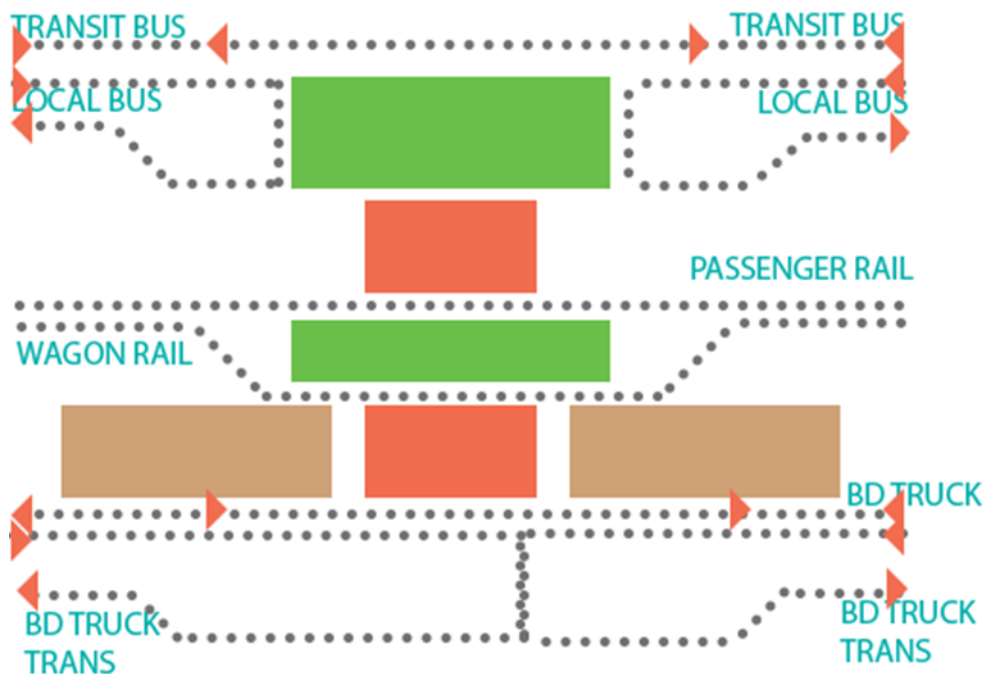 TRANSIT BUS
TRANSIT BUS
LOCAL BUS
LOCAL BUS
PASSENGER RAIL
WAGON RAIL
BD TRUCK
BD TRUCK
TRANS
BD TRUCK
TRANS